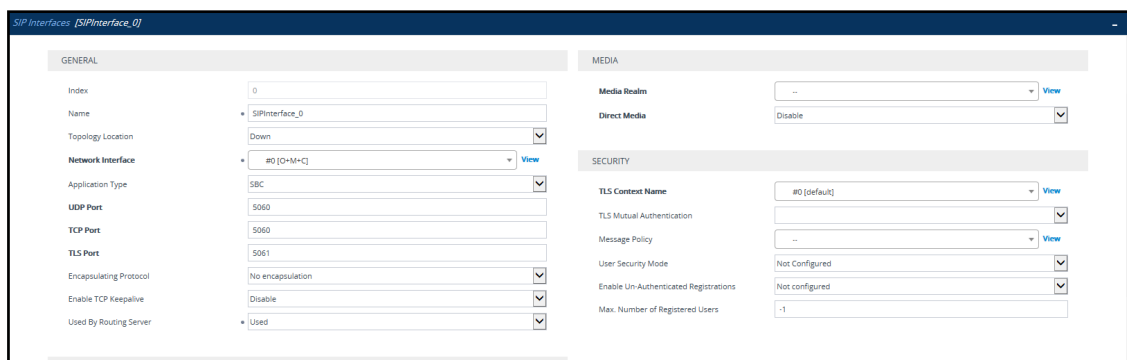 SIP Interfaces [SIPInterface_0] –
GENERAL
Index 0
Name SIPInterface_0
Topology Location Down
Network Interface #0 [O+M+C] View
Application Type SBC
UDP Port 5060
TCP Port 5060
TLS Port 5061
Encapsulating Protocol No encapsulation
Enable TCP Keepalive Disable
Used By Routing Server Used
MEDIA
Media Realm -- View
Direct Media Disable
SECURITY
TLS Context Name #0 [default] View
TLS Mutual Authentication
Message Policy -- View
User Security Mode Not Configured
Enable Un-Authenticated Registrations Not configured
Max. Number of Registered Users -1